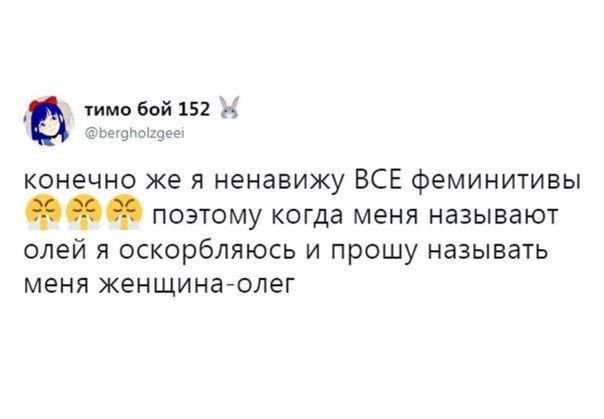 тимо бой 152 🐰
@bergholzgeei
конечно же я ненавижу ВСЕ феминитивы
😤😤😤 поэтому когда меня называют
олей я оскорбляюсь и прошу называть
меня женщина-олег